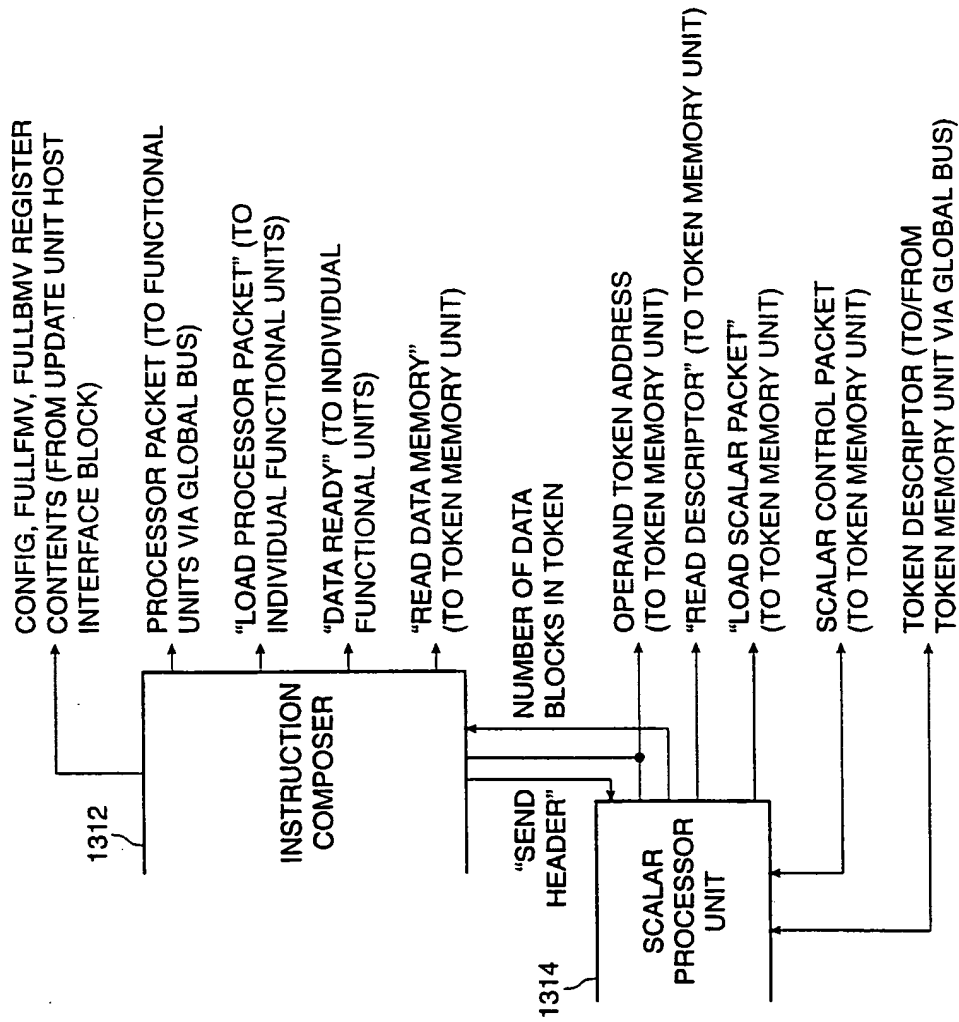 CONFIG, FULLFMV, FULLBMV REGISTER
CONTENTS (FROM UPDATE UNIT HOST
INTERFACE BLOCK)
PROCESSOR PACKET (TO FUNCTIONAL
UNITS VIA GLOBAL BUS)
“LOAD PROCESSOR PACKET” (TO
INDIVIDUAL FUNCTIONAL UNITS)
“DATA READY” (TO INDIVIDUAL
FUNCTIONAL UNITS)
“READ DATA MEMORY”
(TO TOKEN MEMORY UNIT)
1312
INSTRUCTION
COMPOSER
NUMBER OF DATA
BLOCKS IN TOKEN
“SEND
HEADER”
OPERAND TOKEN ADDRESS
(TO TOKEN MEMORY UNIT)
“READ DESCRIPTOR” (TO TOKEN MEMORY UNIT)
“LOAD SCALAR PACKET”
(TO TOKEN MEMORY UNIT)
SCALAR CONTROL PACKET
(TO TOKEN MEMORY UNIT)
TOKEN DESCRIPTOR (TO/FROM
TOKEN MEMORY UNIT VIA GLOBAL BUS)
1314
SCALAR
PROCESSOR
UNIT